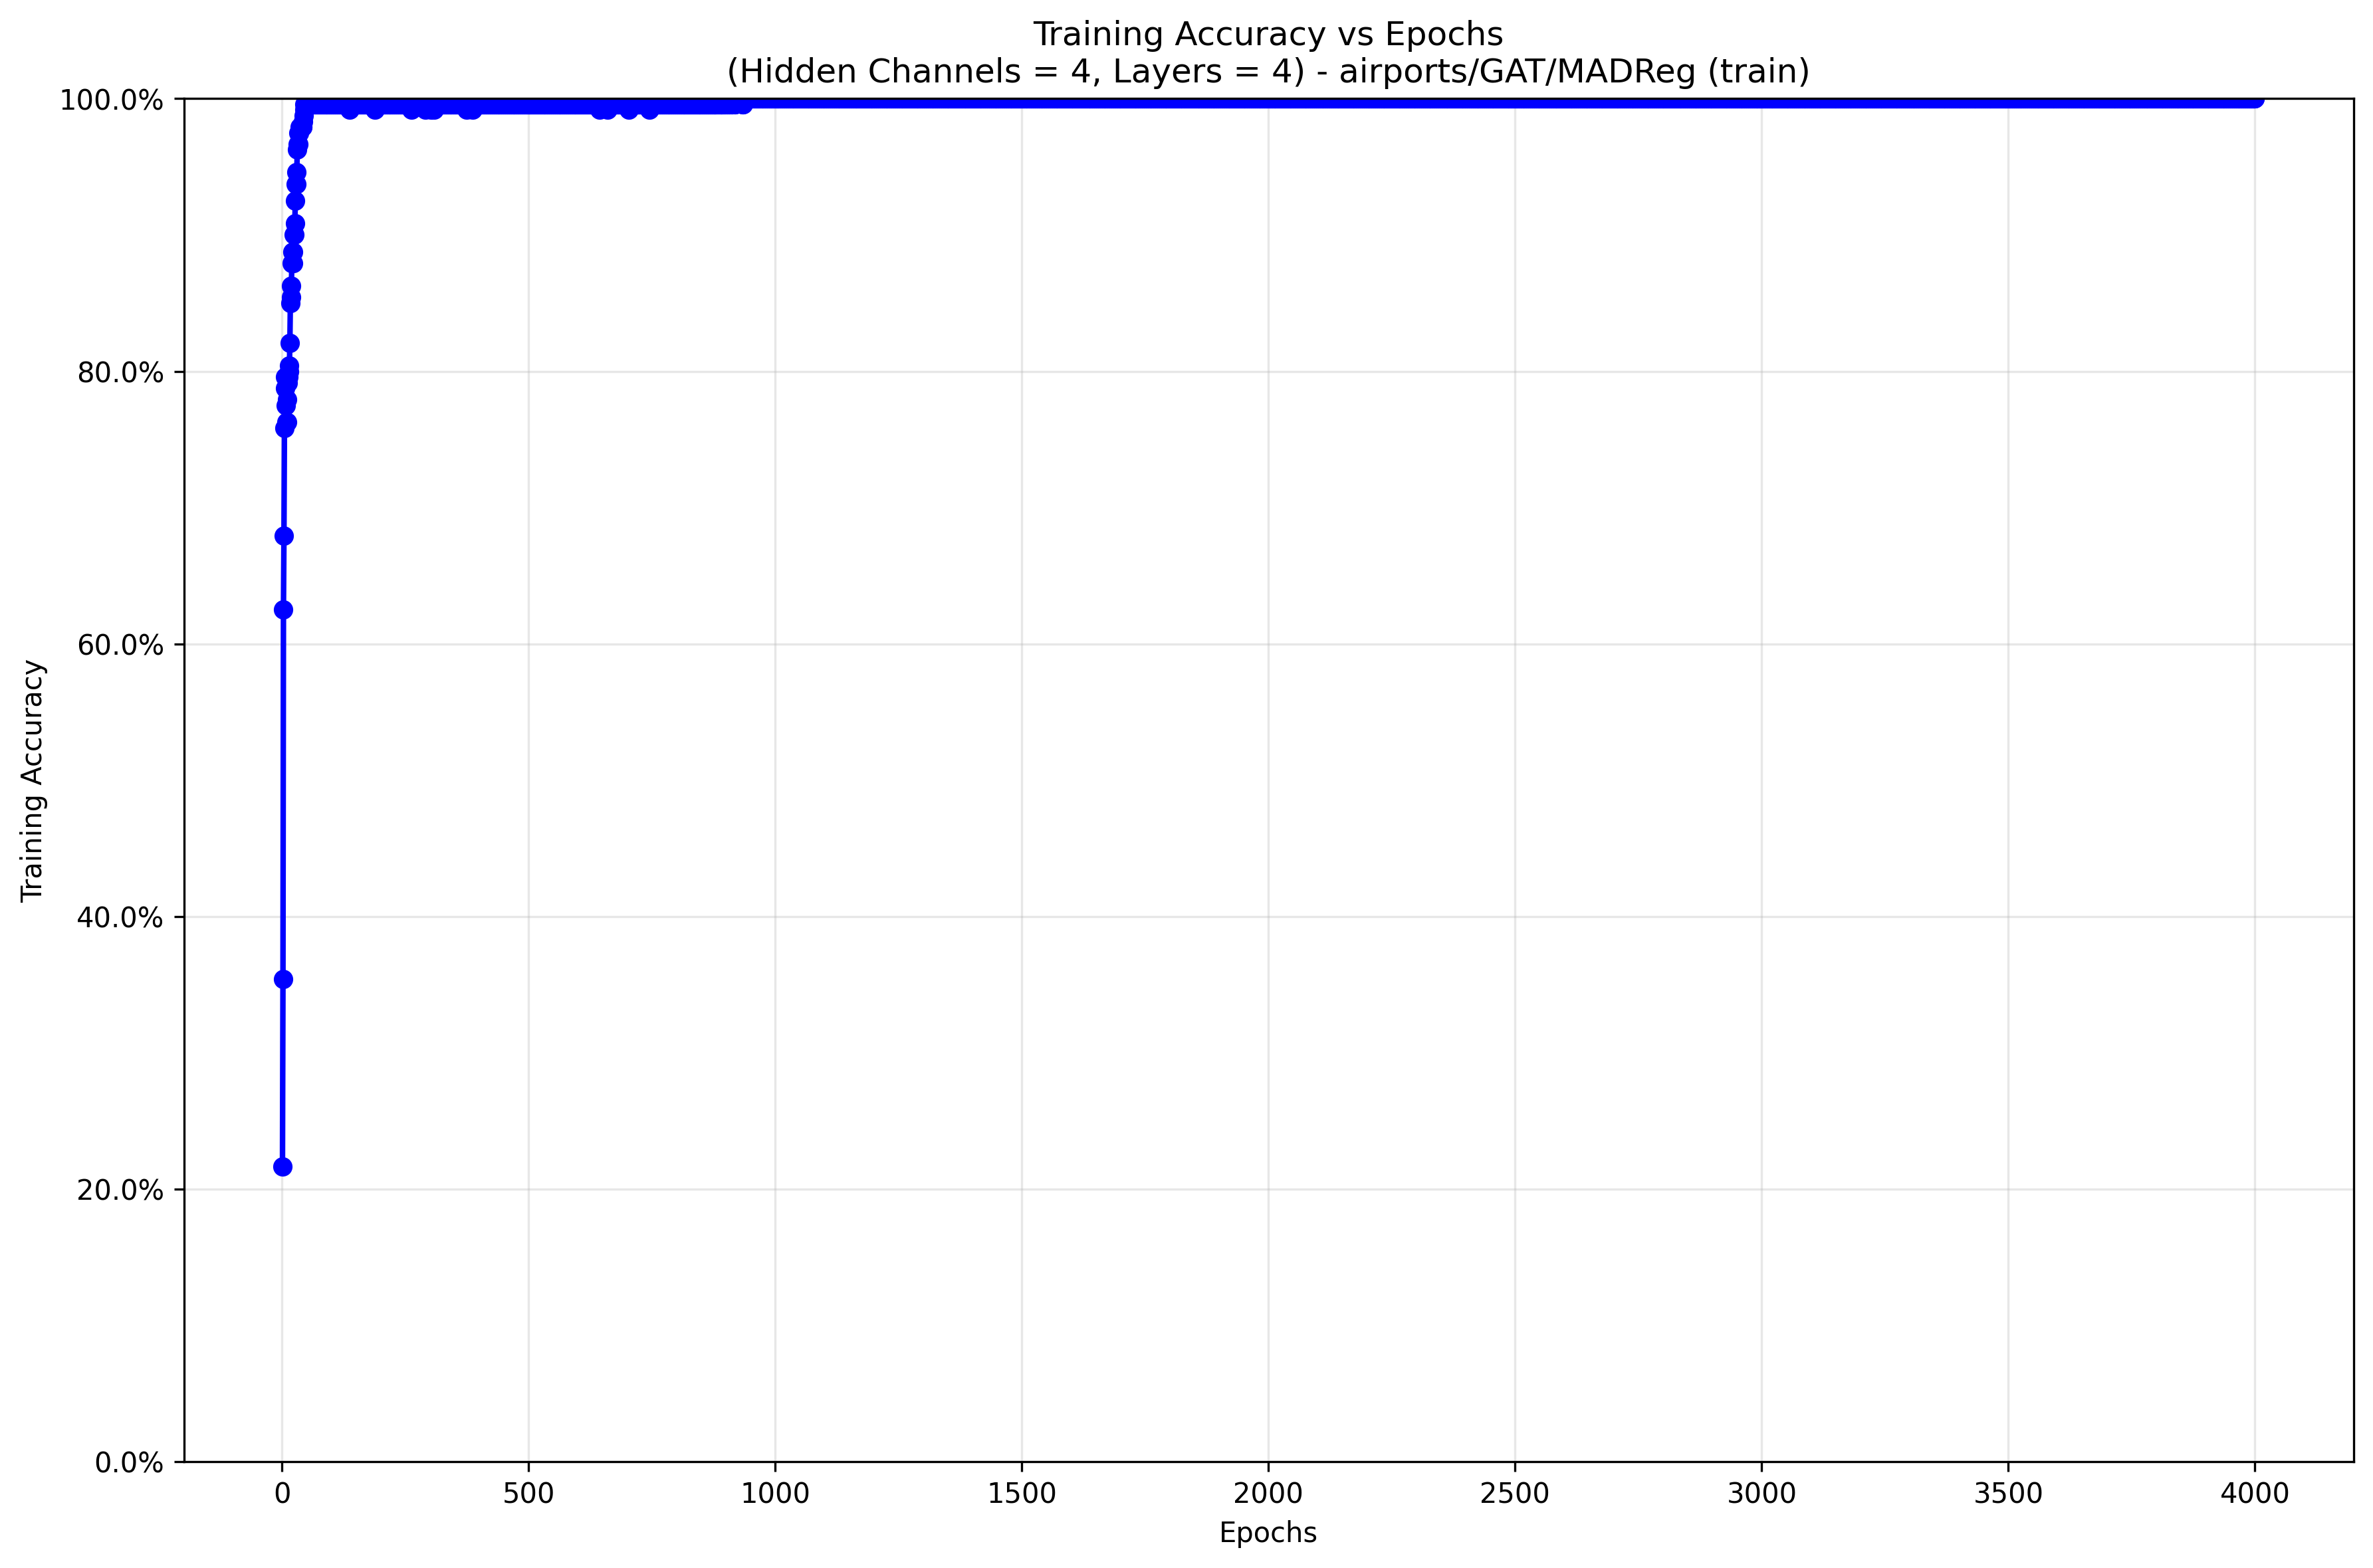 Training Accuracy vs Epochs
(Hidden Channels = 4, Layers = 4) - airports/GAT/MADReg (train)
100.0%
80.0%
60.0%
40.0%
20.0%
0.0%
Training Accuracy
0 500 1000 1500 2000 2500 3000 3500 4000
Epochs